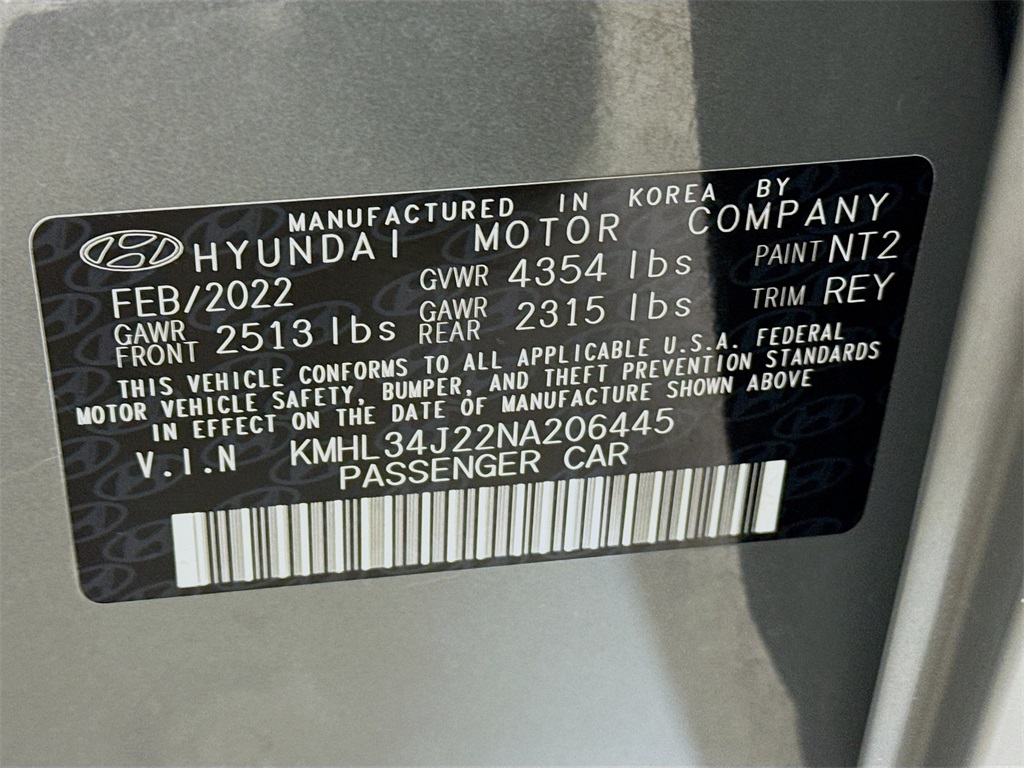 MANUFACTURED IN KOREA BY
HYUNDAI MOTOR COMPANY
FEB/2022 GVWR 4354 lbs PAINT NT2
GAWR FRONT 2513 lbs GAWR REAR 2315 lbs TRIM REY
THIS VEHICLE CONFORMS TO ALL APPLICABLE U.S.A. FEDERAL
MOTOR VEHICLE SAFETY, BUMPER, AND THEFT PREVENTION STANDARDS
IN EFFECT ON THE DATE OF MANUFACTURE SHOWN ABOVE
V.I.N KMHL34J22NA206445
PASSENGER CAR